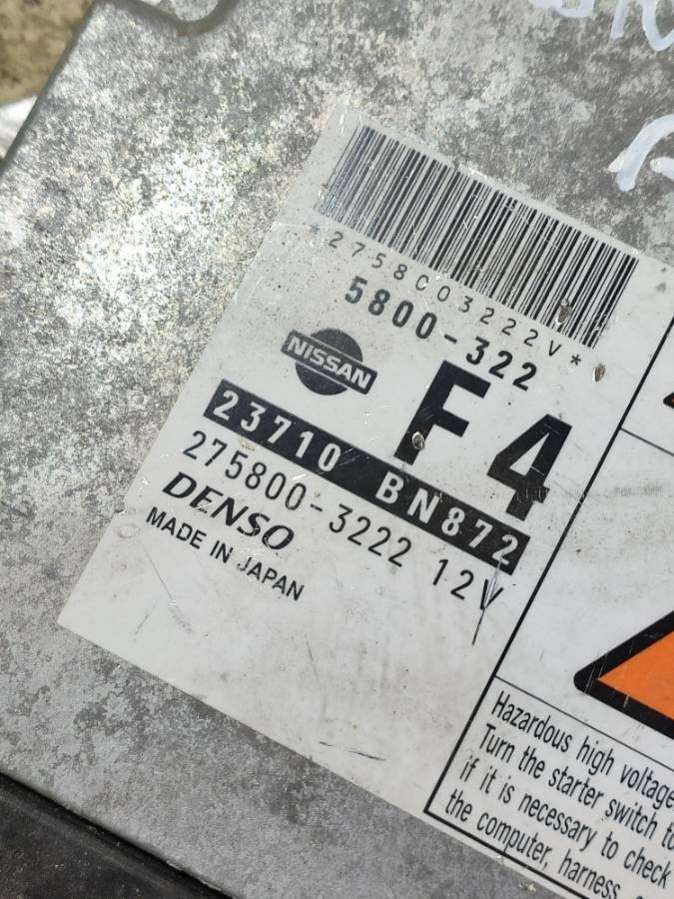 *2758003222V*
5800-322
NISSAN
F4
23710 BN872
275800-3222 12V
DENSO
MADE IN JAPAN
Hazardous high voltage
Turn the starter switch to
if it is necessary to check
the computer, harness